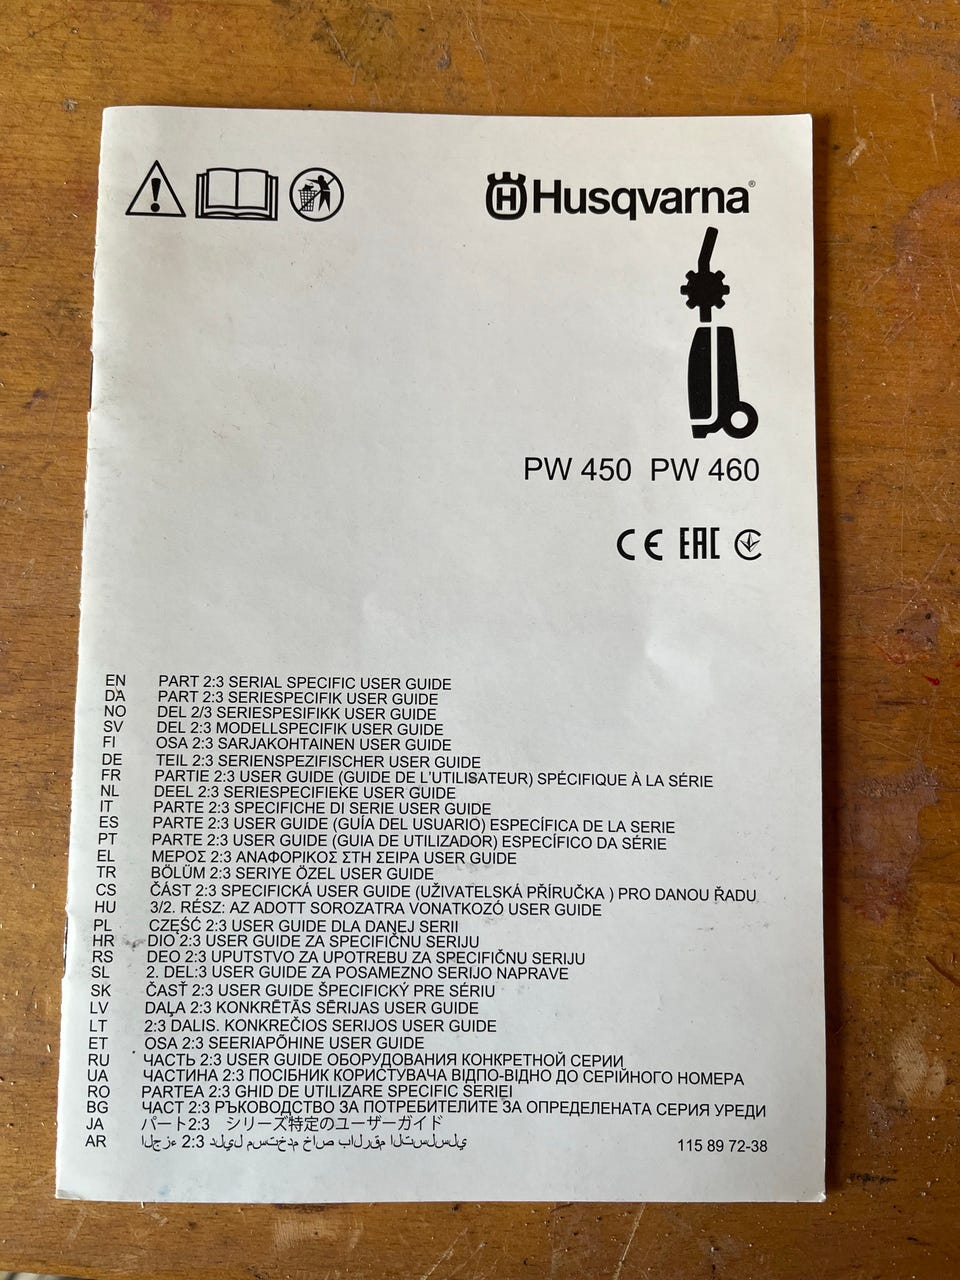 Husqvarna®
PW 450 PW 460
CE EAC
EN PART 2:3 SERIAL SPECIFIC USER GUIDE
DA PART 2:3 SERIESPECIFIK USER GUIDE
NO DEL 2/3 SERIESPESIFIKK USER GUIDE
SV DEL 2:3 MODELLSPECIFIK USER GUIDE
FI OSA 2:3 SARJAKOHTAINEN USER GUIDE
DE TEIL 2:3 SERIENSPEZIFISCHER USER GUIDE
FR PARTIE 2:3 USER GUIDE (GUIDE DE L'UTILISATEUR) SPÉCIFIQUE À LA SÉRIE
NL DEEL 2:3 SERIESPECIFIEKE USER GUIDE
IT PARTE 2:3 SPECIFICHE DI SERIE USER GUIDE
ES PARTE 2:3 USER GUIDE (GUÍA DEL USUARIO) ESPECÍFICA DE LA SERIE
PT PARTE 2:3 USER GUIDE (GUIA DE UTILIZADOR) ESPECÍFICO DA SÉRIE
EL ΜΕΡΟΣ 2:3 ΑΝΑΦΟΡΙΚΟΣ ΣΤΗ ΣΕΙΡΑ USER GUIDE
TR BÖLÜM 2:3 SERIYE ÖZEL USER GUIDE
CS ČÁST 2:3 SPECIFICKÁ USER GUIDE (UŽIVATELSKÁ PŘÍRUČKA ) PRO DANOU ŘADU
HU 3/2. RÉSZ: AZ ADOTT SOROZATRA VONATKOZÓ USER GUIDE
PL CZĘŚĆ 2:3 USER GUIDE DLA DANEJ SERII
HR DIO 2:3 USER GUIDE ZA SPECIFIČNU SERIJU
RS DEO 2:3 UPUTSTVO ZA UPOTREBU ZA SPECIFIČNU SERIJU
SL 2. DEL:3 USER GUIDE ZA POSAMEZNO SERIJO NAPRAVE
SK ČASŤ 2:3 USER GUIDE ŠPECIFICKÝ PRE SÉRIU
LV DAĻA 2:3 KONKRĒTĀS SĒRIJAS USER GUIDE
LT 2:3 DALIS. KONKREČIOS SERIJOS USER GUIDE
ET OSA 2:3 SEERIAPÕHINE USER GUIDE
RU ЧАСТЬ 2:3 USER GUIDE ОБОРУДОВАНИЯ КОНКРЕТНОЙ СЕРИИ
UA ЧАСТИНА 2:3 ПОСІБНИК КОРИСТУВАЧА ВІДПО-ВІДНО ДО СЕРІЙНОГО НОМЕРА
RO PARTEA 2:3 GHID DE UTILIZARE SPECIFIC SERIEI
BG ЧАСТ 2:3 РЪКОВОДСТВО ЗА ПОТРЕБИТЕЛИТЕ ЗА ОПРЕДЕЛЕНАТА СЕРИЯ УРЕДИ
JA パート2:3 シリーズ特定のユーザーガイド
AR الجزء 2:3 دليل مستخدم خاص بالرقم التسلسلي
115 89 72-38